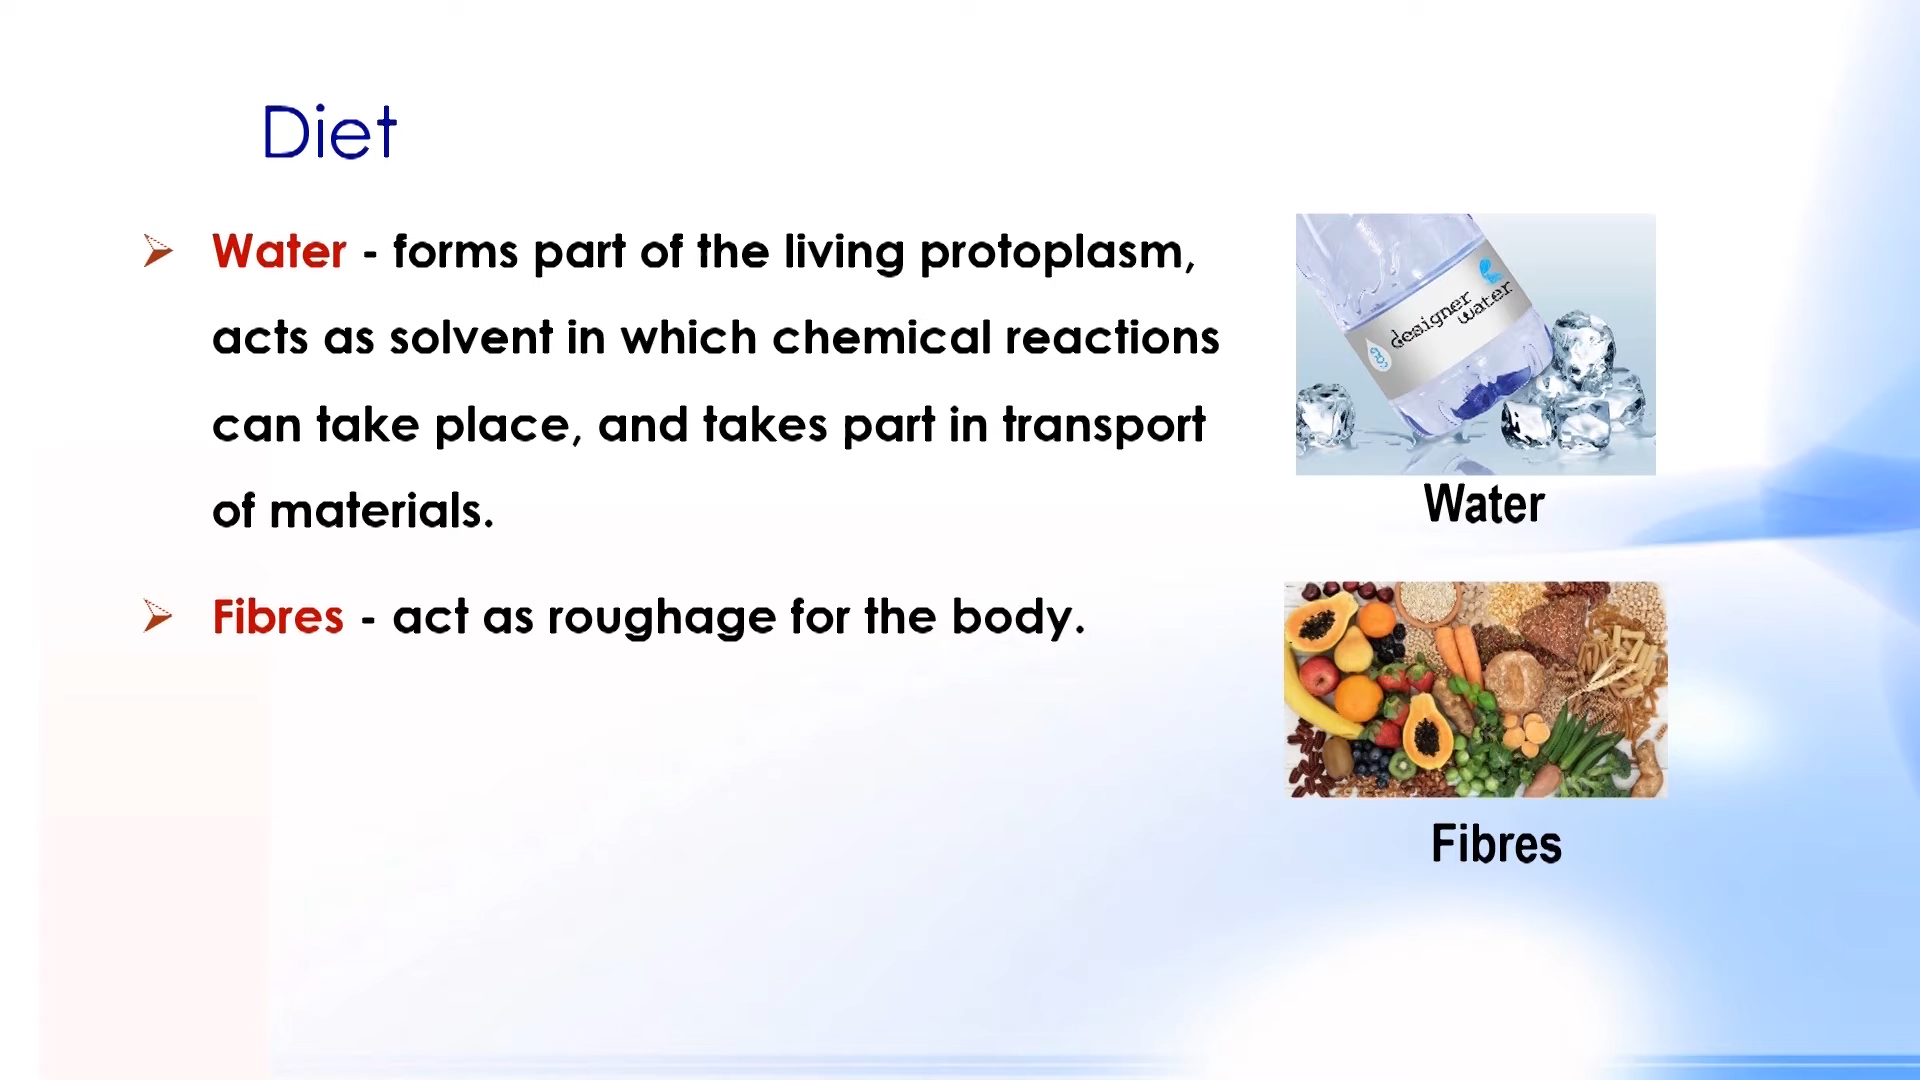 Diet
Water - forms part of the living protoplasm,
acts as solvent in which chemical reactions
can take place, and takes part in transport
of materials.
Fibres - act as roughage for the body.
designer
water
Water
Fibres